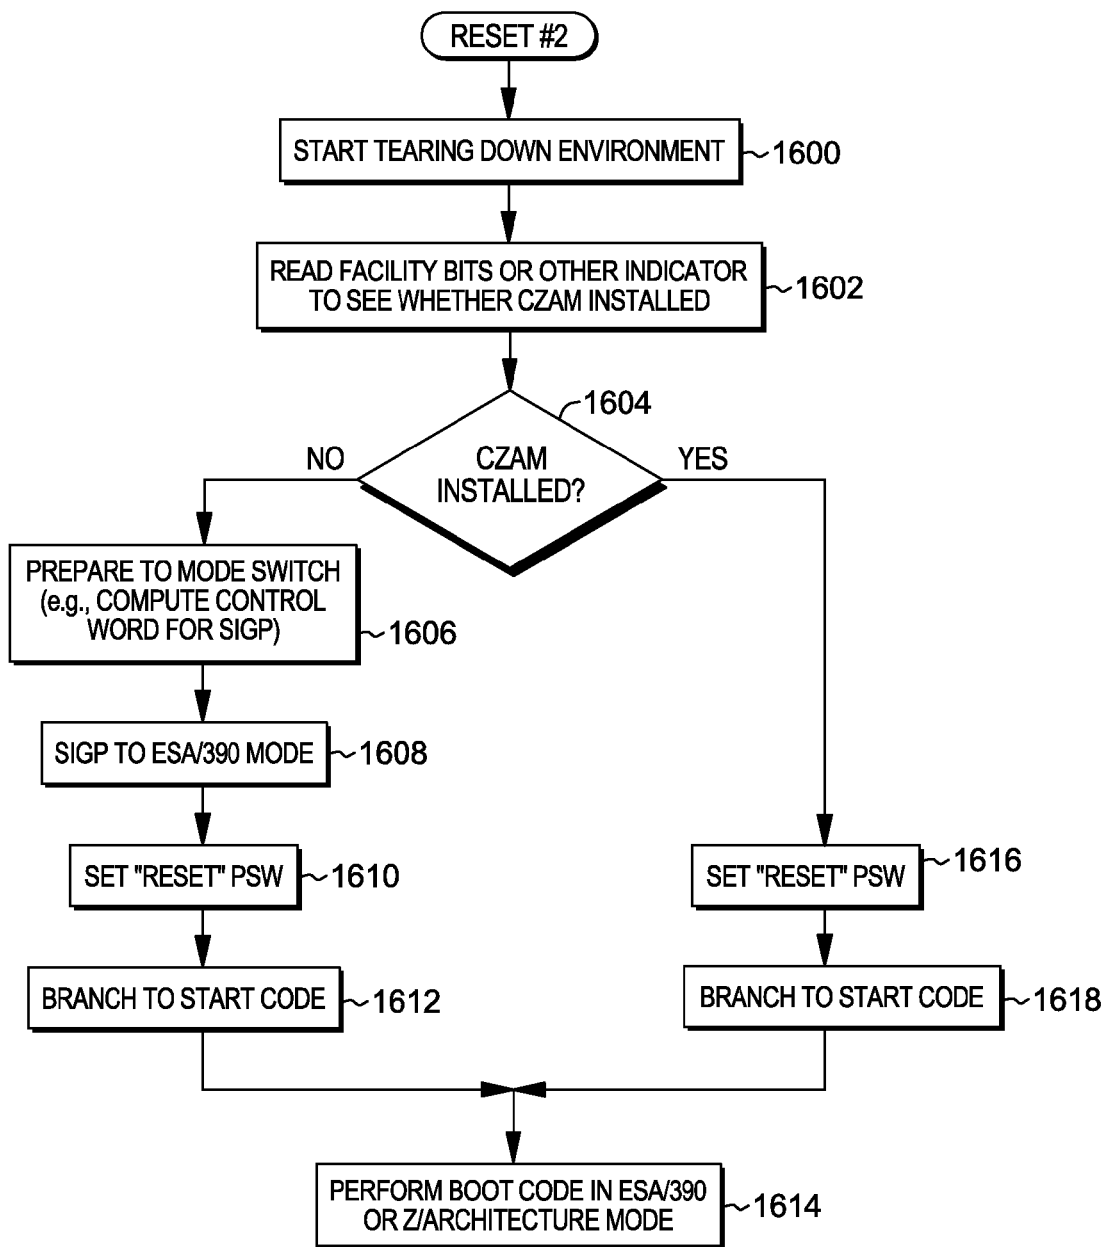 RESET #2
START TEARING DOWN ENVIRONMENT
1600
READ FACILITY BITS OR OTHER INDICATOR
TO SEE WHETHER CZAM INSTALLED
1602
1604
NO
CZAM
INSTALLED?
YES
PREPARE TO MODE SWITCH
(e.g., COMPUTE CONTROL
WORD FOR SIGP)
1606
SIGP TO ESA/390 MODE
1608
SET "RESET" PSW
1610
SET "RESET" PSW
1616
BRANCH TO START CODE
1612
BRANCH TO START CODE
1618
PERFORM BOOT CODE IN ESA/390
OR Z/ARCHITECTURE MODE
1614